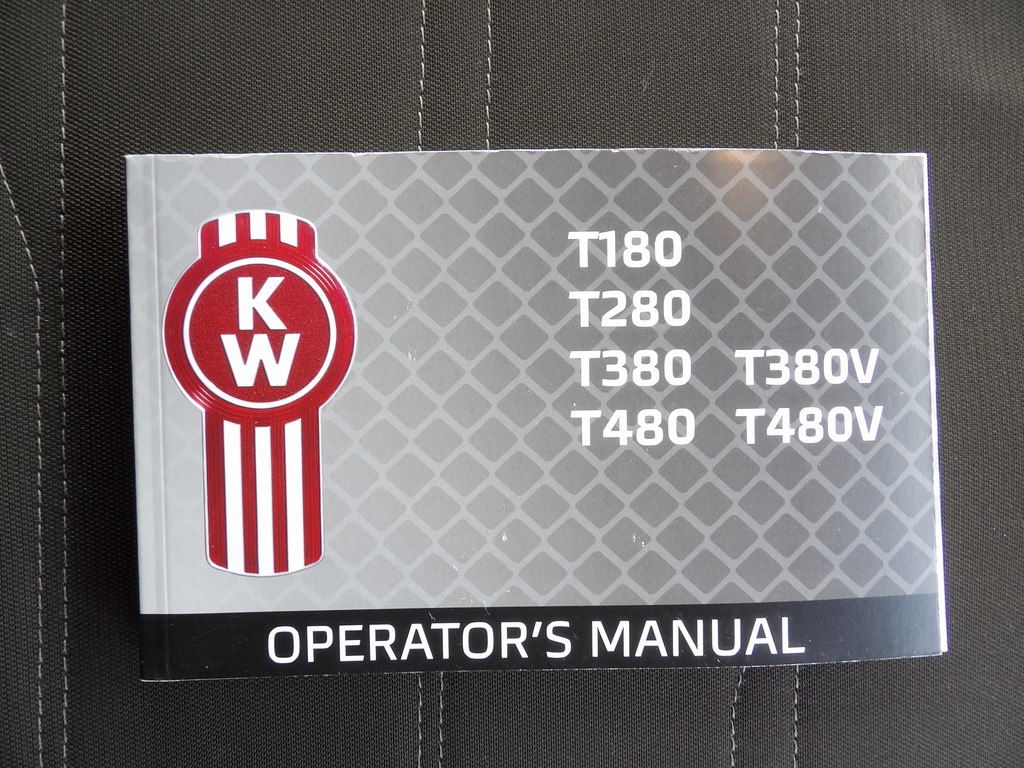 K
W
T180
T280
T380 T380V
T480 T480V
OPERATOR'S MANUAL